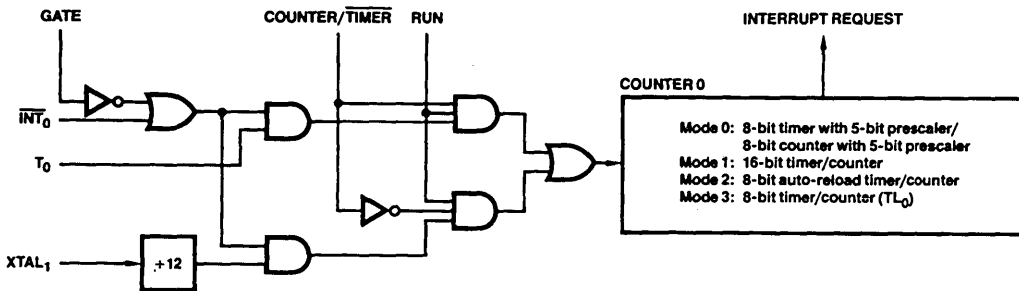 GATE
COUNTER/TIMER
RUN
INTERRUPT REQUEST
COUNTER 0
INT0
T0
XTAL1
÷12
Mode 0: 8-bit timer with 5-bit prescaler/
8-bit counter with 5-bit prescaler
Mode 1: 16-bit timer/counter
Mode 2: 8-bit auto-reload timer/counter
Mode 3: 8-bit timer/counter (TL0)